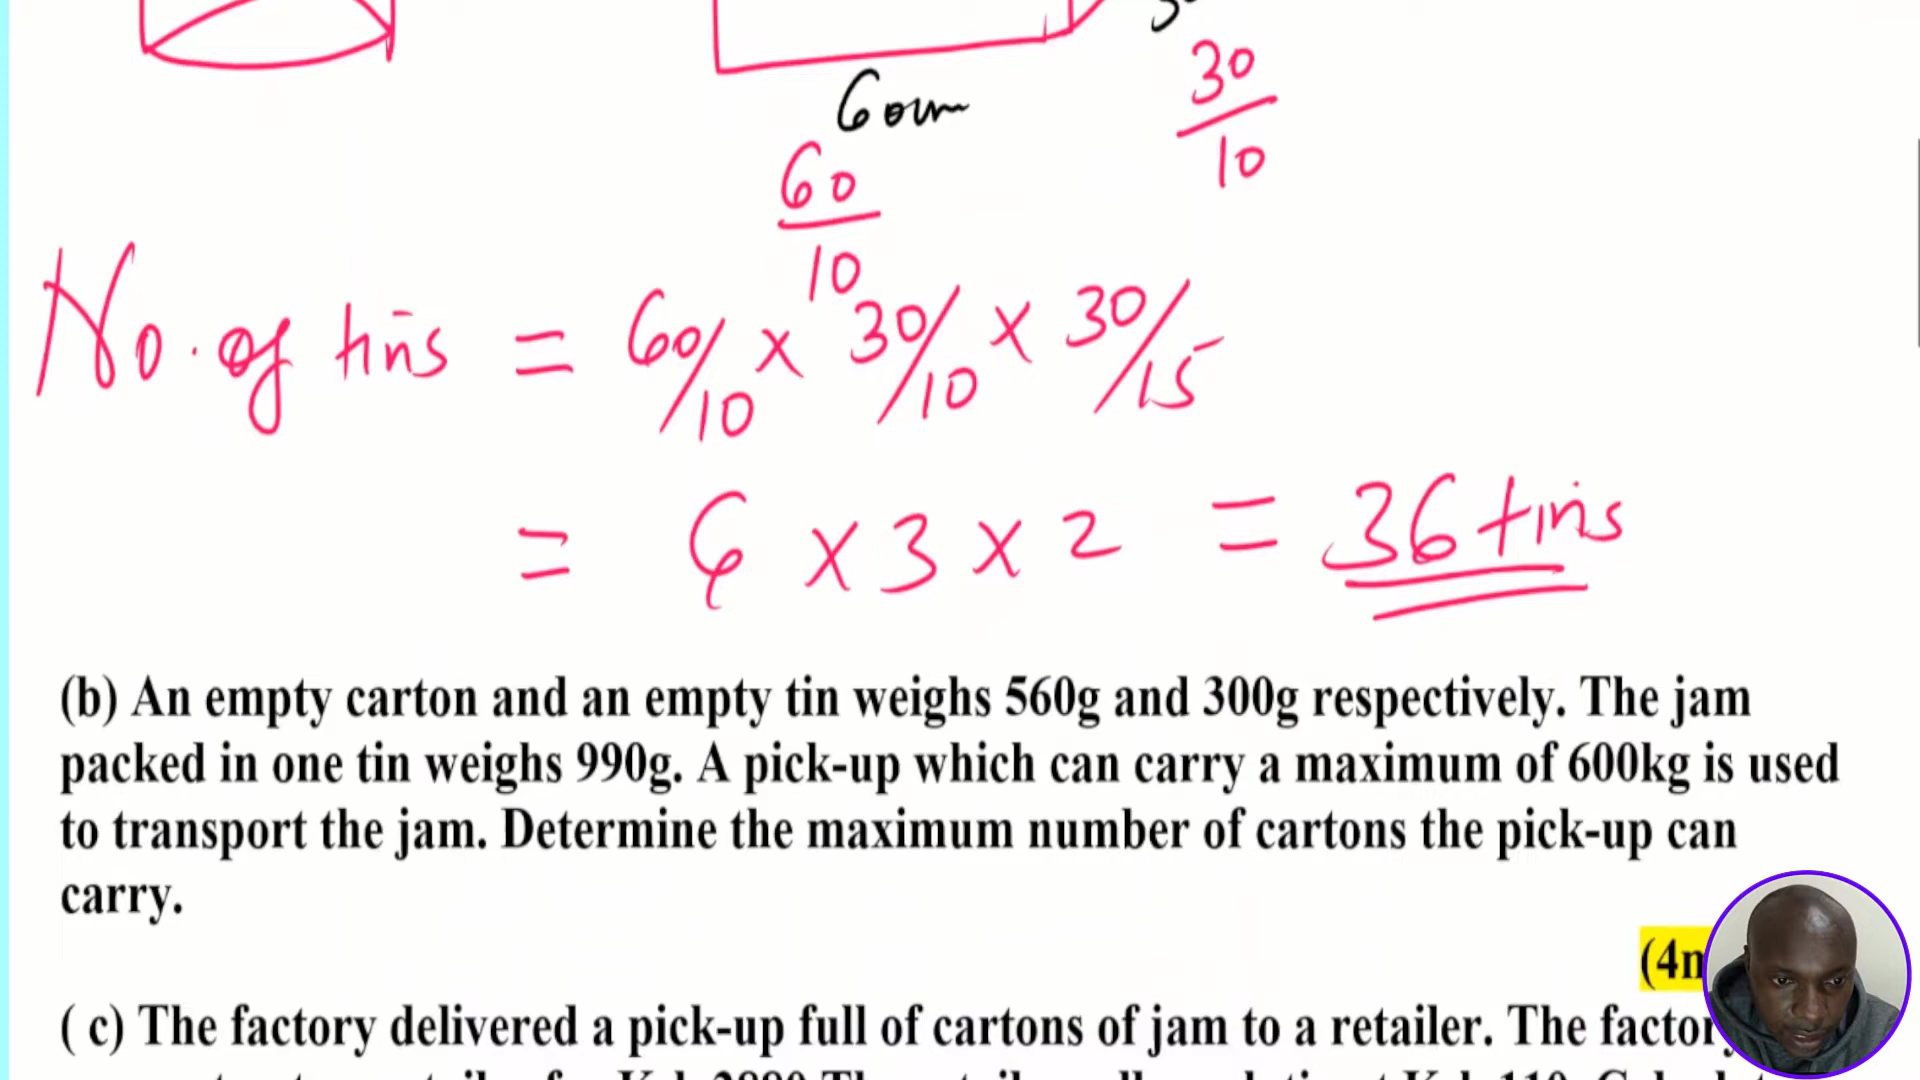 60cm
30
10
60
10
No. of tins = 60/10 x 30/10 x 30/15
= 6 x 3 x 2 = 36 tins
(b) An empty carton and an empty tin weighs 560g and 300g respectively. The jam
packed in one tin weighs 990g. A pick-up which can carry a maximum of 600kg is used
to transport the jam. Determine the maximum number of cartons the pick-up can
carry.
(4m
( c) The factory delivered a pick-up full of cartons of jam to a retailer. The factory